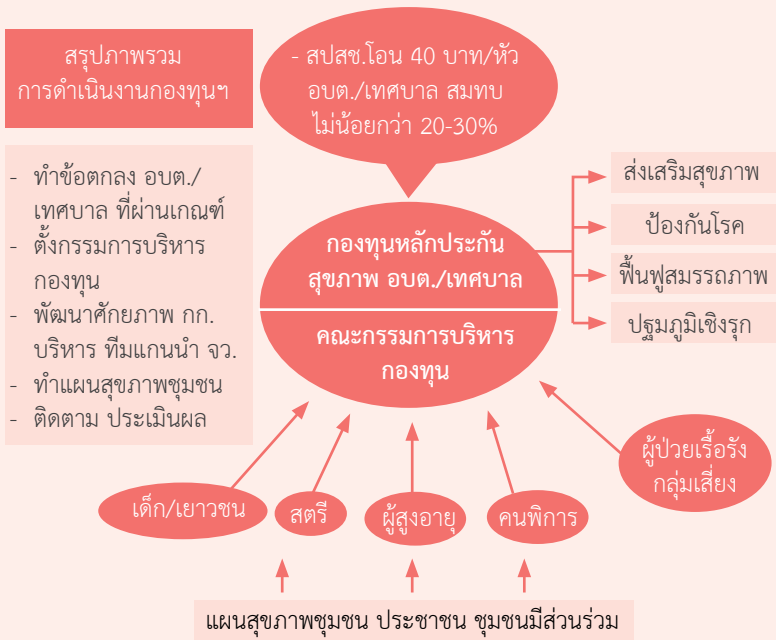 สรุปภาพรวม
การดำเนินงานกองทุนฯ
- สปสช.โอน 40 บาท/หัว
อบต./เทศบาล สมทบ
ไม่น้อยกว่า 20-30%
- ทำข้อตกลง อบต./
เทศบาล ที่ผ่านเกณฑ์
- ตั้งกรรมการบริหาร
กองทุน
- พัฒนาศักยภาพ กก.
บริหาร ทีมแกนนำ จว.
- ทำแผนสุขภาพชุมชน
- ติดตาม ประเมินผล
กองทุนหลักประกัน
สุขภาพ อบต./เทศบาล
คณะกรรมการบริหาร
กองทุน
ส่งเสริมสุขภาพ
ป้องกันโรค
ฟื้นฟูสมรรถภาพ
ปฐมภูมิเชิงรุก
เด็ก/เยาวชน
สตรี
ผู้สูงอายุ
คนพิการ
ผู้ป่วยเรื้อรัง
กลุ่มเสี่ยง
แผนสุขภาพชุมชน ประชาชน ชุมชนมีส่วนร่วม